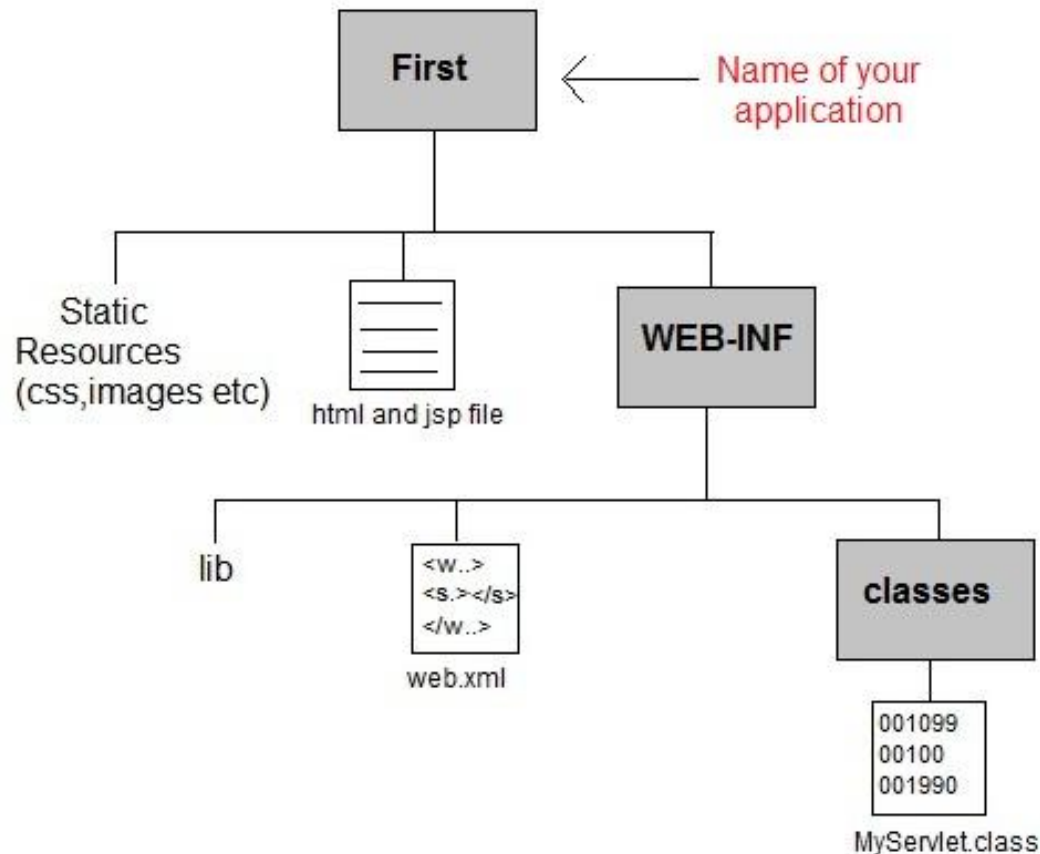 First
Name of your
application
Static
Resources
(css,images etc)
html and jsp file
WEB-INF
lib
<w..>
<s.></s>
</w..>
web.xml
classes
001099
00100
001990
MyServlet.class